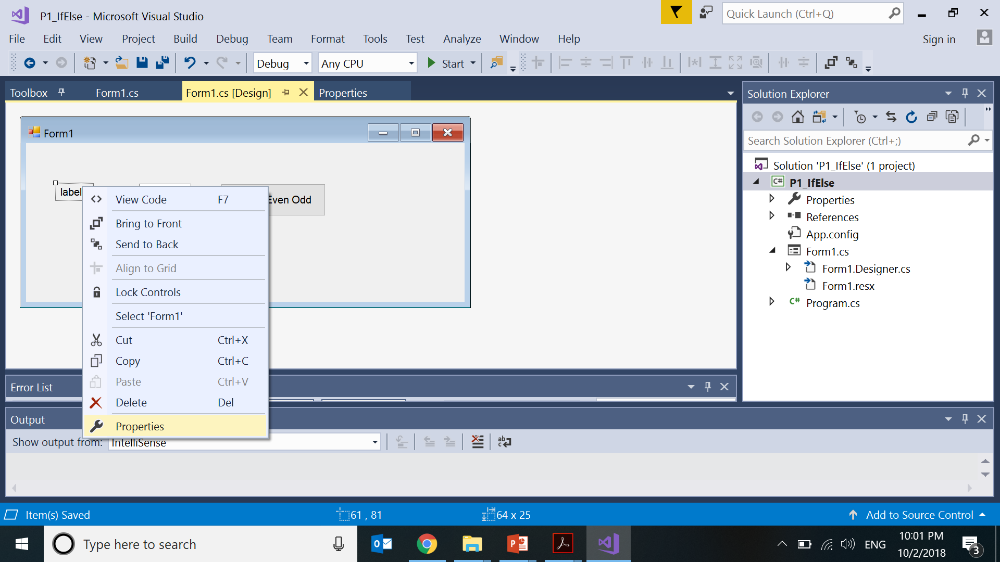 P1_IfElse - Microsoft Visual Studio
Quick Launch (Ctrl+Q)
File Edit View Project Build Debug Team Format Tools Test Analyze Window Help
Sign in
Debug Any CPU Start
Toolbox Form1.cs Form1.cs [Design] Properties
Form1
label
Even Odd
View Code F7
Bring to Front
Send to Back
Align to Grid
Lock Controls
Select 'Form1'
Cut Ctrl+X
Copy Ctrl+C
Paste Ctrl+V
Delete Del
Properties
Solution Explorer
Search Solution Explorer (Ctrl+;)
Solution 'P1_IfElse' (1 project)
C# P1_IfElse
Properties
References
App.config
Form1.cs
Form1.Designer.cs
Form1.resx
C# Program.cs
Error List
Output
Show output from: IntelliSense
Item(s) Saved
61 , 81
64 x 25
Add to Source Control
Type here to search
ENG
10:01 PM
10/2/2018
3